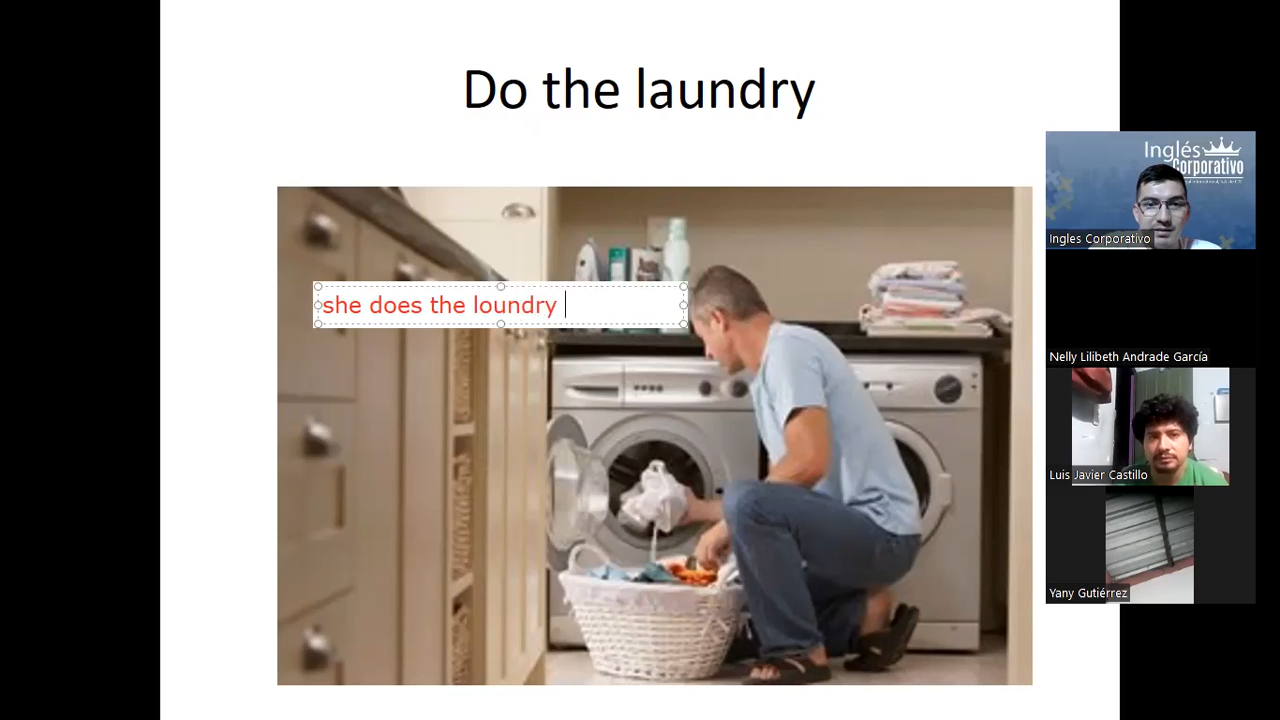 Do the laundry
she does the loundry
Inglés
Corporativo
Ingles Corporativo
Nelly Lilibeth Andrade García
Luis Javier Castillo
Yany Gutiérrez